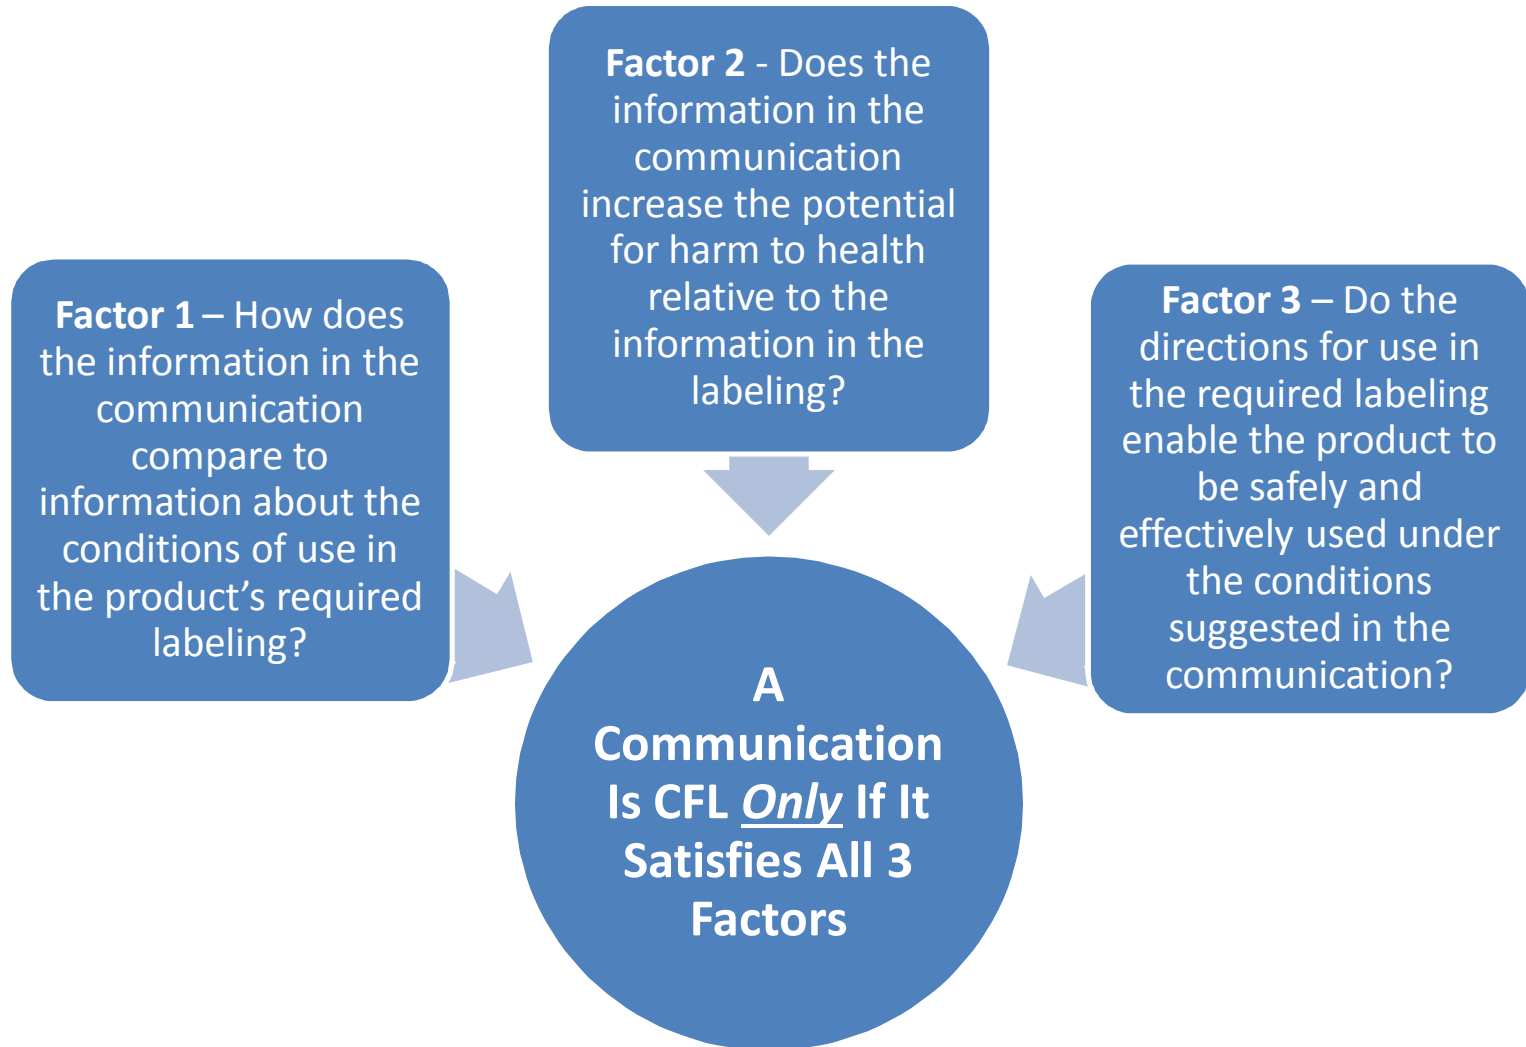 Factor 1 – How does
the information in the
communication
compare to
information about the
conditions of use in
the product’s required
labeling?
Factor 2 - Does the
information in the
communication
increase the potential
for harm to health
relative to the
information in the
labeling?
Factor 3 – Do the
directions for use in
the required labeling
enable the product to
be safely and
effectively used under
the conditions
suggested in the
communication?
A
Communication
Is CFL Only If It
Satisfies All 3
Factors